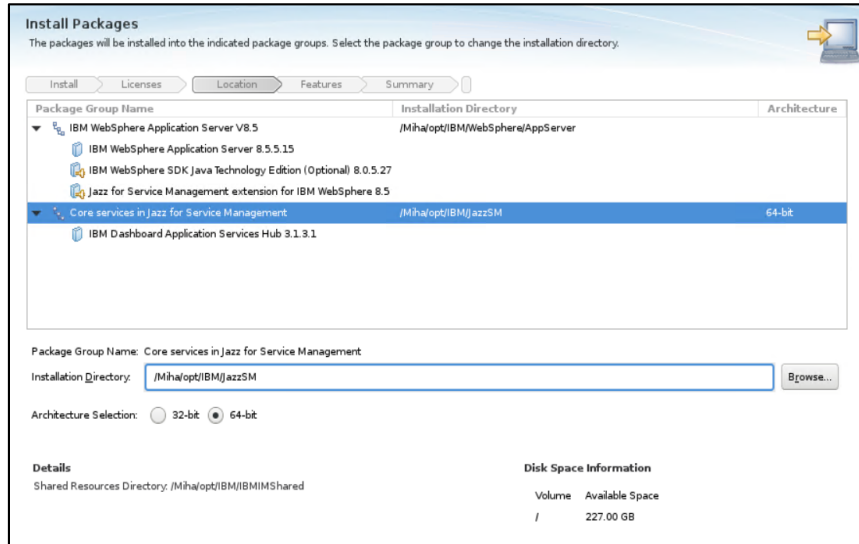 Install Packages
The packages will be installed into the indicated package groups. Select the package group to change the installation directory.
Install Licenses Location Features Summary
Package Group Name Installation Directory Architecture
IBM WebSphere Application Server V8.5 /Miha/opt/IBM/WebSphere/AppServer
IBM WebSphere Application Server 8.5.5.15
IBM WebSphere SDK Java Technology Edition (Optional) 8.0.5.27
Jazz for Service Management extension for IBM WebSphere 8.5
Core services in Jazz for Service Management /Miha/opt/IBM/JazzSM 64-bit
IBM Dashboard Application Services Hub 3.1.3.1
Package Group Name: Core services in Jazz for Service Management
Installation Directory: /Miha/opt/IBM/JazzSM Browse...
Architecture Selection: 32-bit 64-bit
Details Disk Space Information
Shared Resources Directory: /Miha/opt/IBM/IBMIMShared
Volume Available Space
/ 227.00 GB